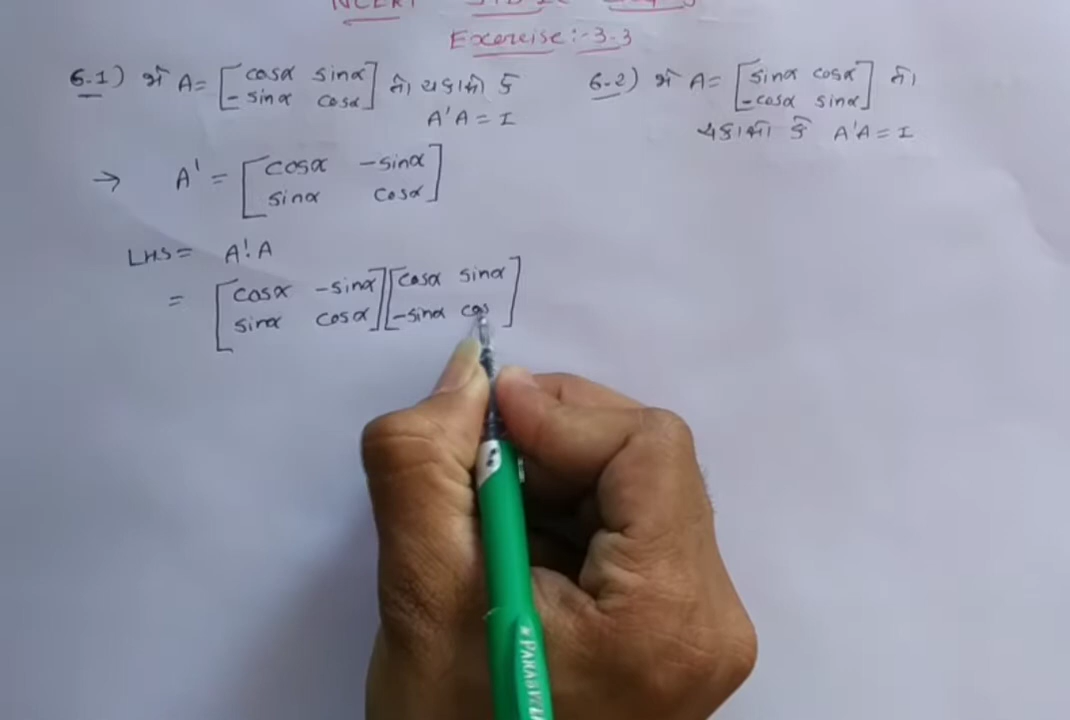 NCERT
Exercise :- 3.3
6.1) જો A = [cosα sinα
-sinα cosα] તો ચકાસો કે
A'A = I
→ A' = [cosα -sinα
sinα cosα]
LHS = A'. A
= [cosα -sinα] [cosα sinα]
[sinα cosα] [-sinα cos
6.2) જો A = [sinα cosα
-cosα sinα] તો
ચકાસો કે A'A = I